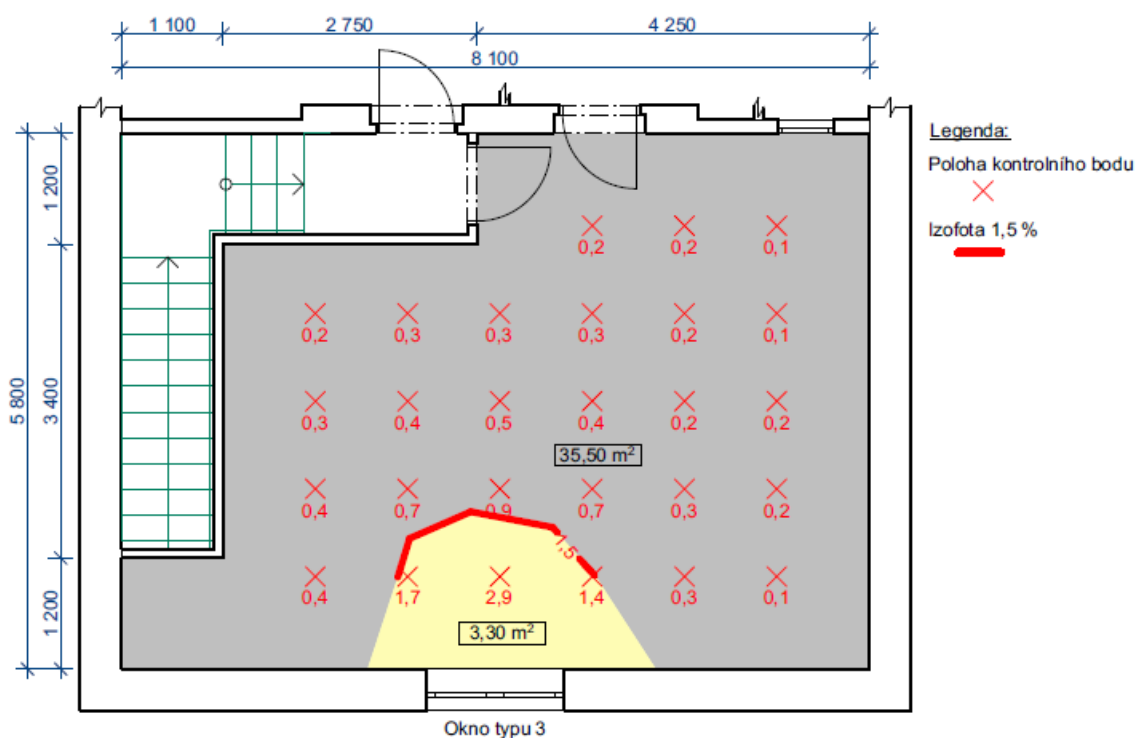 1 100 2 750 4 250
8 100
Legenda:
Poloha kontrolního bodu
Izofota 1,5 %
1 200
5 800
3 400
1 200
0,2 0,2 0,1
0,2 0,3 0,3 0,3 0,2 0,1
0,3 0,4 0,5 0,4 0,2 0,2
35,50 m²
0,4 0,7 0,9 0,7 0,3 0,2
1,5
0,4 1,7 2,9 1,4 0,3 0,1
3,30 m²
Okno typu 3